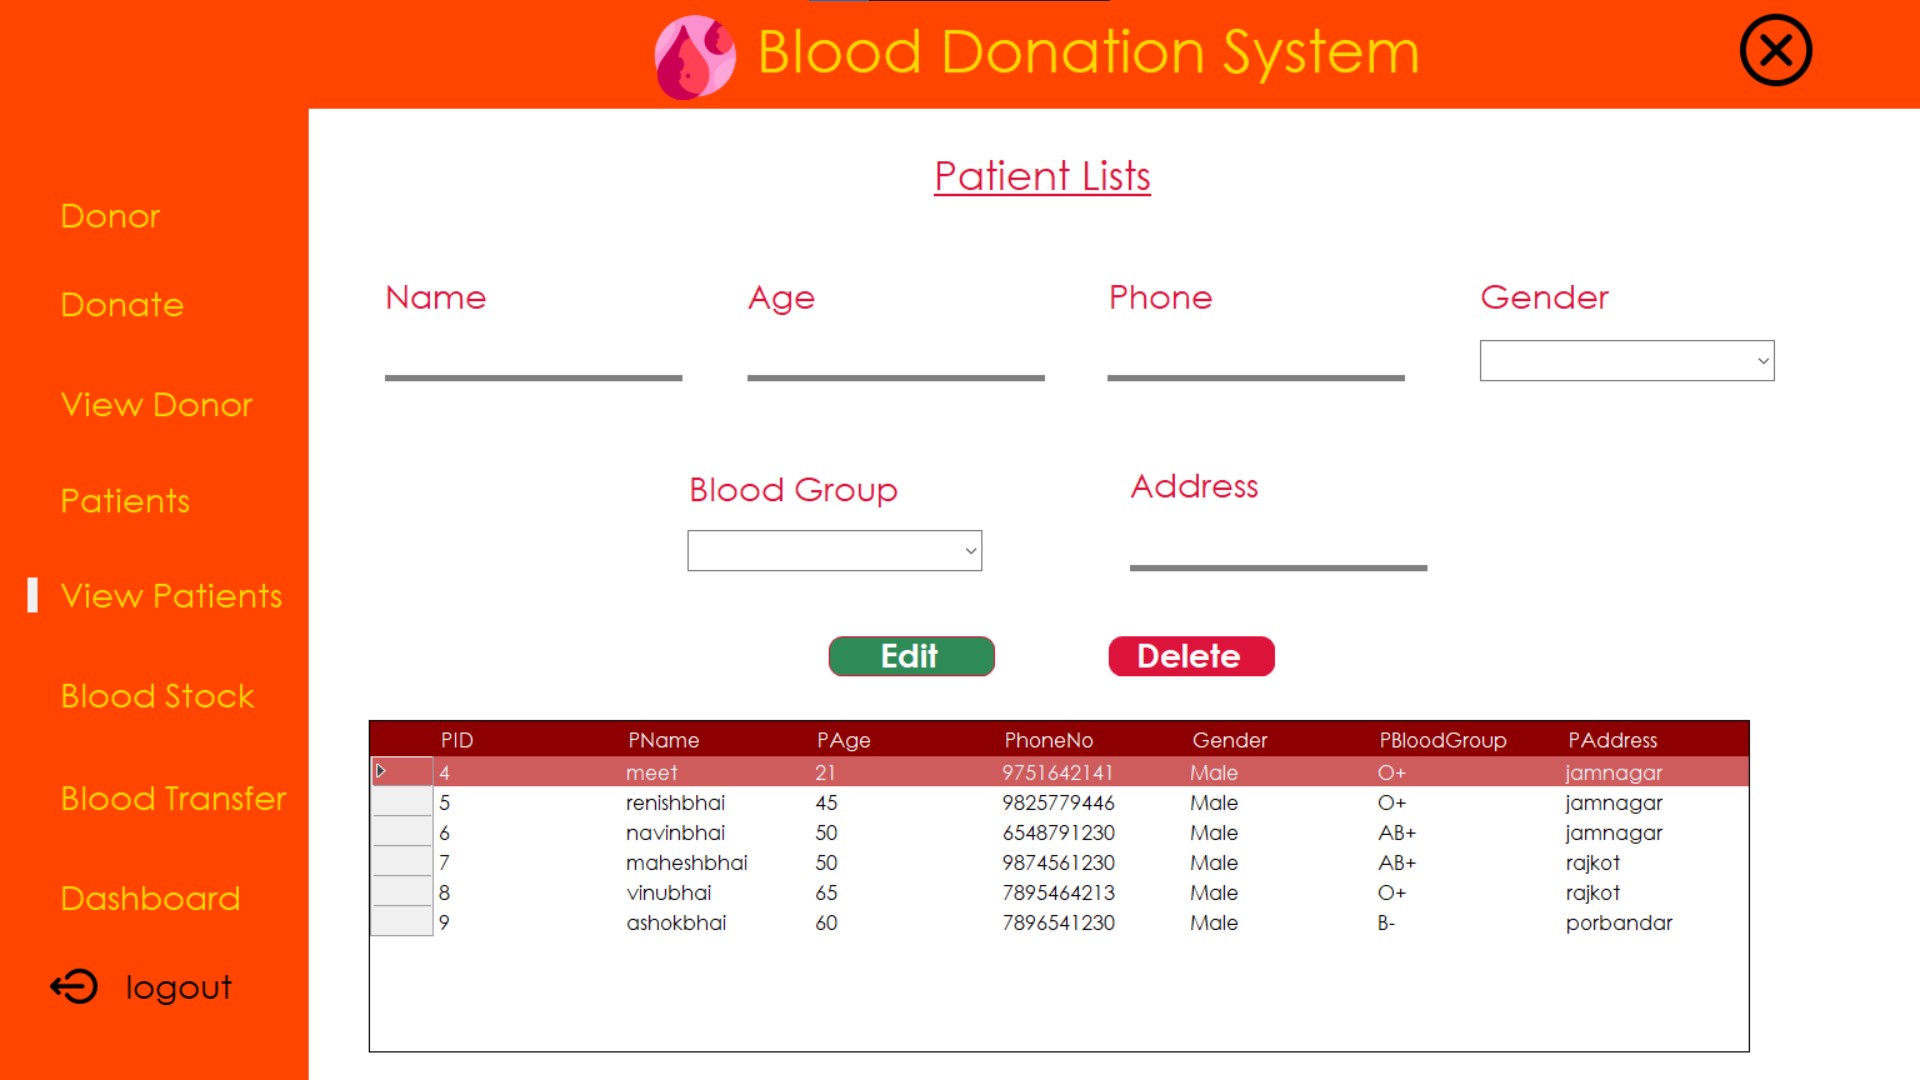 Blood Donation System
Donor
Donate
View Donor
Patients
View Patients
Blood Stock
Blood Transfer
Dashboard
logout
Patient Lists
Name Age Phone Gender
Blood Group Address
Edit Delete
PID PName PAge PhoneNo Gender PBloodGroup PAddress
4 meet 21 9751642141 Male O+ jamnagar
5 renishbhai 45 9825779446 Male O+ jamnagar
6 navinbhai 50 6548791230 Male AB+ jamnagar
7 maheshbhai 50 9874561230 Male AB+ rajkot
8 vinubhai 65 7895464213 Male O+ rajkot
9 ashokbhai 60 7896541230 Male B- porbandar